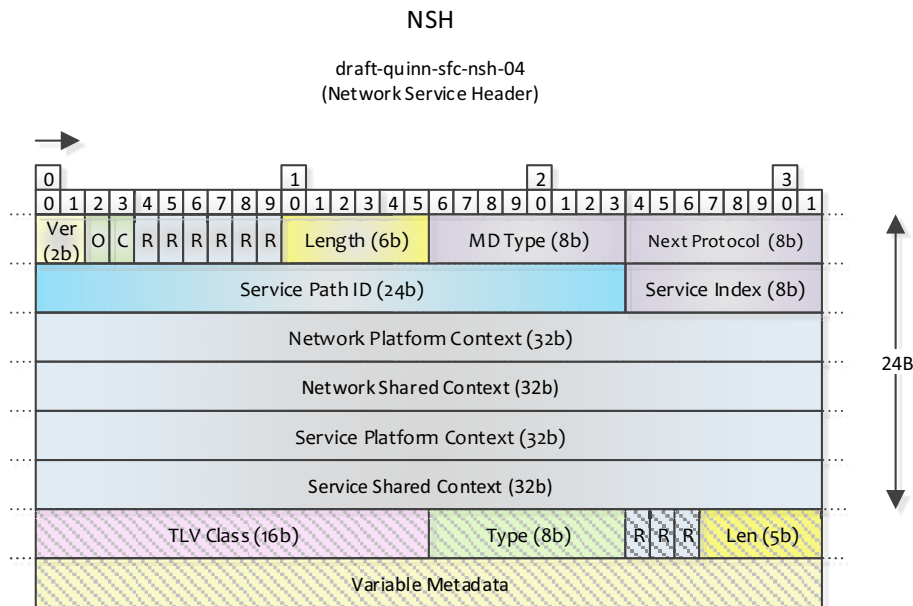 NSH
draft-quinn-sfc-nsh-04
(Network Service Header)
0 1 2 3
0 1 2 3 4 5 6 7 8 9 0 1 2 3 4 5 6 7 8 9 0 1 2 3 4 5 6 7 8 9 0 1
Ver
(2b) O C R R R R R R Length (6b) MD Type (8b) Next Protocol (8b)
Service Path ID (24b) Service Index (8b)
Network Platform Context (32b)
24B
Network Shared Context (32b)
Service Platform Context (32b)
Service Shared Context (32b)
TLV Class (16b) Type (8b) R R R Len (5b)
Variable Metadata